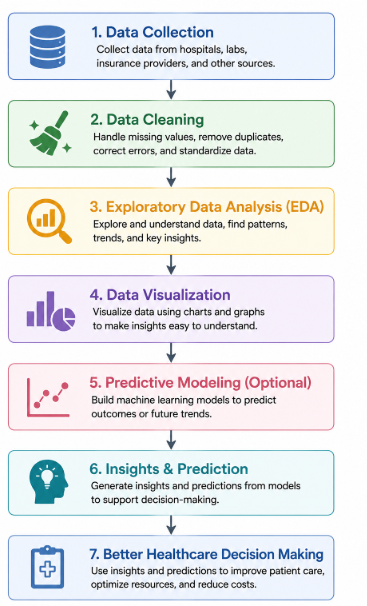 1. Data Collection
Collect data from hospitals, labs,
insurance providers, and other sources.
2. Data Cleaning
Handle missing values, remove duplicates,
correct errors, and standardize data.
3. Exploratory Data Analysis (EDA)
Explore and understand data, find patterns,
trends, and key insights.
4. Data Visualization
Visualize data using charts and graphs
to make insights easy to understand.
5. Predictive Modeling (Optional)
Build machine learning models to predict
outcomes or future trends.
6. Insights & Prediction
Generate insights and predictions from models
to support decision-making.
7. Better Healthcare Decision Making
Use insights and predictions to improve patient care,
optimize resources, and reduce costs.